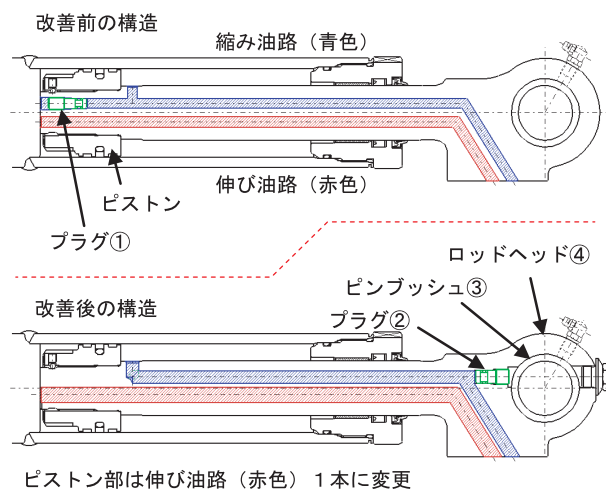 改善前の構造
縮み油路（青色）
伸び油路（赤色）
ピストン
プラグ①
ロッドヘッド④
ピンブッシュ③
改善後の構造
プラグ②
ピストン部は伸び油路（赤色）１本に変更